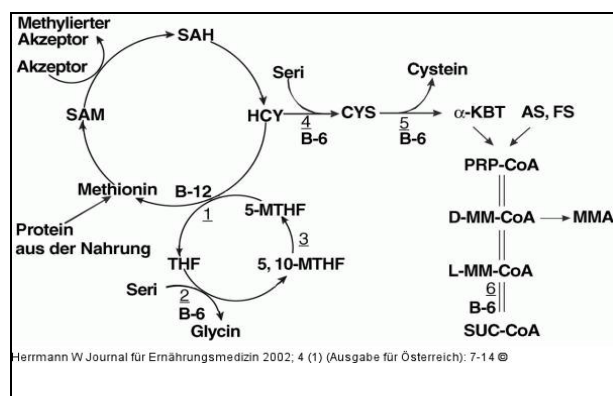 Methylierter
Akzeptor
SAH
Akzeptor
SAM
Seri
Cystein
HCY
4
B-6
CYS
5
B-6
α-KBT
AS, FS
Methionin
B-12
1
5-MTHF
PRP-CoA
Protein
aus der Nahrung
3
D-MM-CoA
MMA
THF
5, 10-MTHF
L-MM-CoA
Seri
2
B-6
6
B-6
Glycin
SUC-CoA
Herrmann W Journal für Ernährungsmedizin 2002; 4 (1) (Ausgabe für Österreich): 7-14 ©